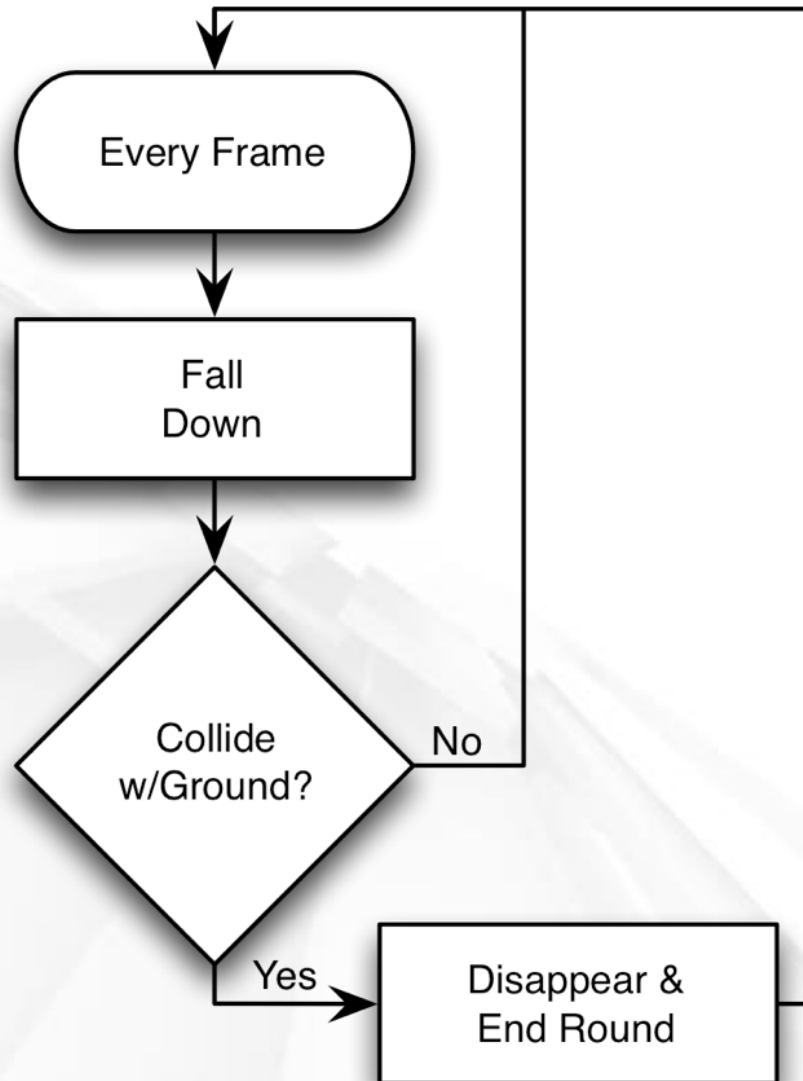 Every Frame
Fall
Down
Collide
w/Ground?
No
Yes
Disappear &
End Round